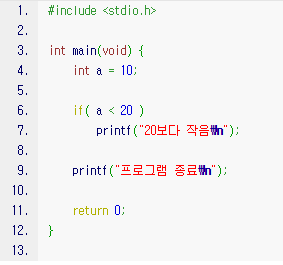 1. #include <stdio.h>
2.
3. int main(void) {
4. int a = 10;
5.
6. if( a < 20 )
7. printf("20보다 작음₩n");
8.
9. printf("프로그램 종료₩n");
10.
11. return 0;
12. }
13.